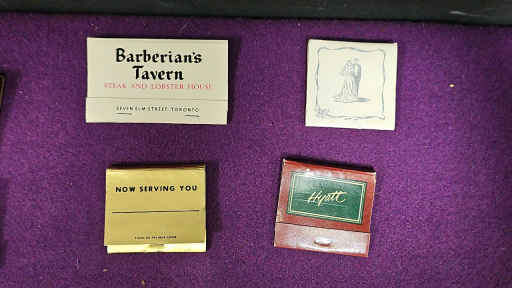 Barberian's
Tavern
STEAK AND LOBSTER HOUSE
SEVEN ELM STREET, TORONTO
NOW SERVING YOU
Hyatt